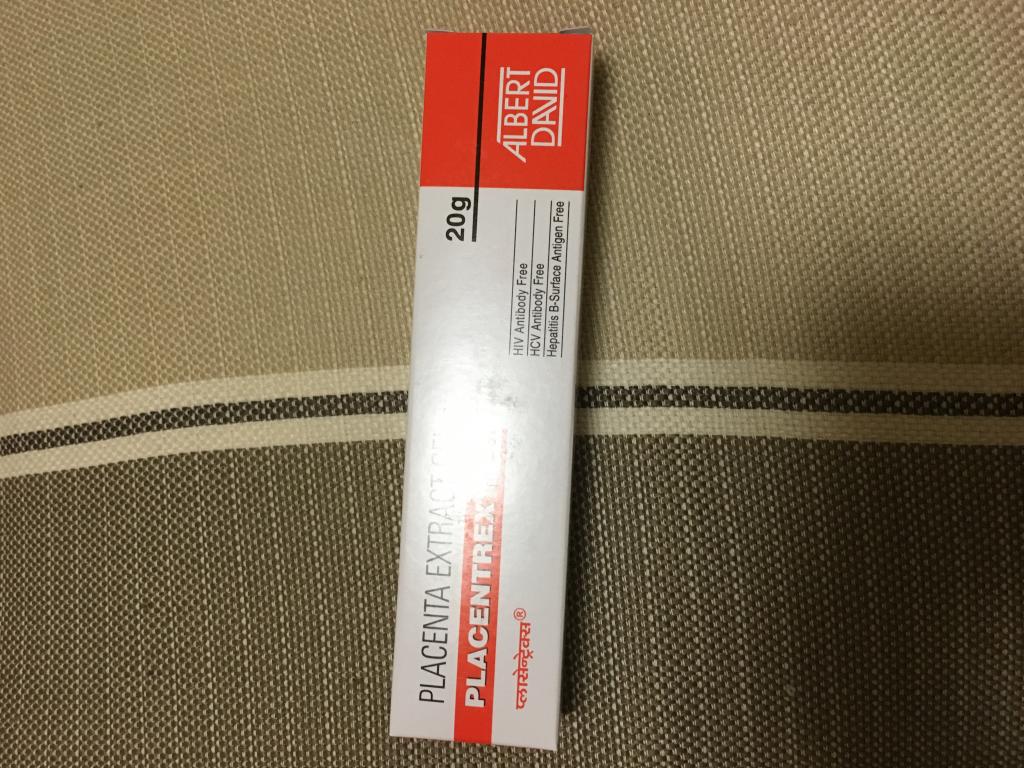 PLACENTA EXTRACT
PLACENTREX
प्लासेन्ट्रेक्स®
20g
HIV Antibody Free
HCV Antibody Free
Hepatitis B-Surface Antigen Free
ALBERT
DAVID